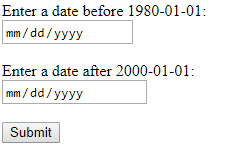 Enter a date before 1980-01-01:
mm/dd/yyyy
Enter a date after 2000-01-01:
mm/dd/yyyy
Submit